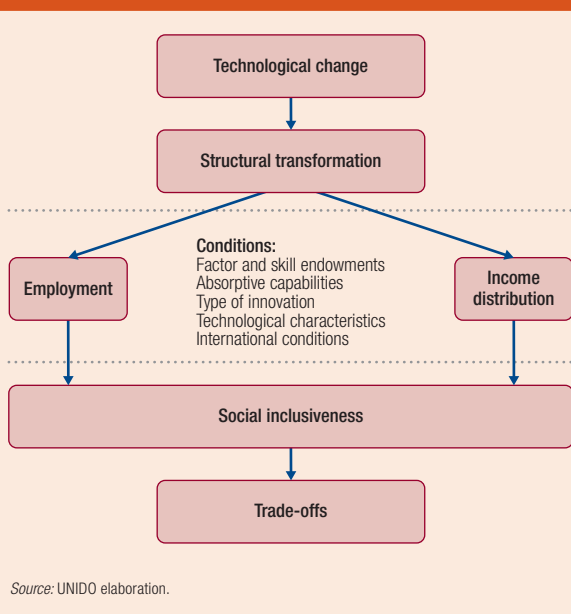 Technological change
Structural transformation
Conditions:
Factor and skill endowments
Absorptive capabilities
Type of innovation
Technological characteristics
International conditions
Employment
Income
distribution
Social inclusiveness
Trade-offs
Source: UNIDO elaboration.